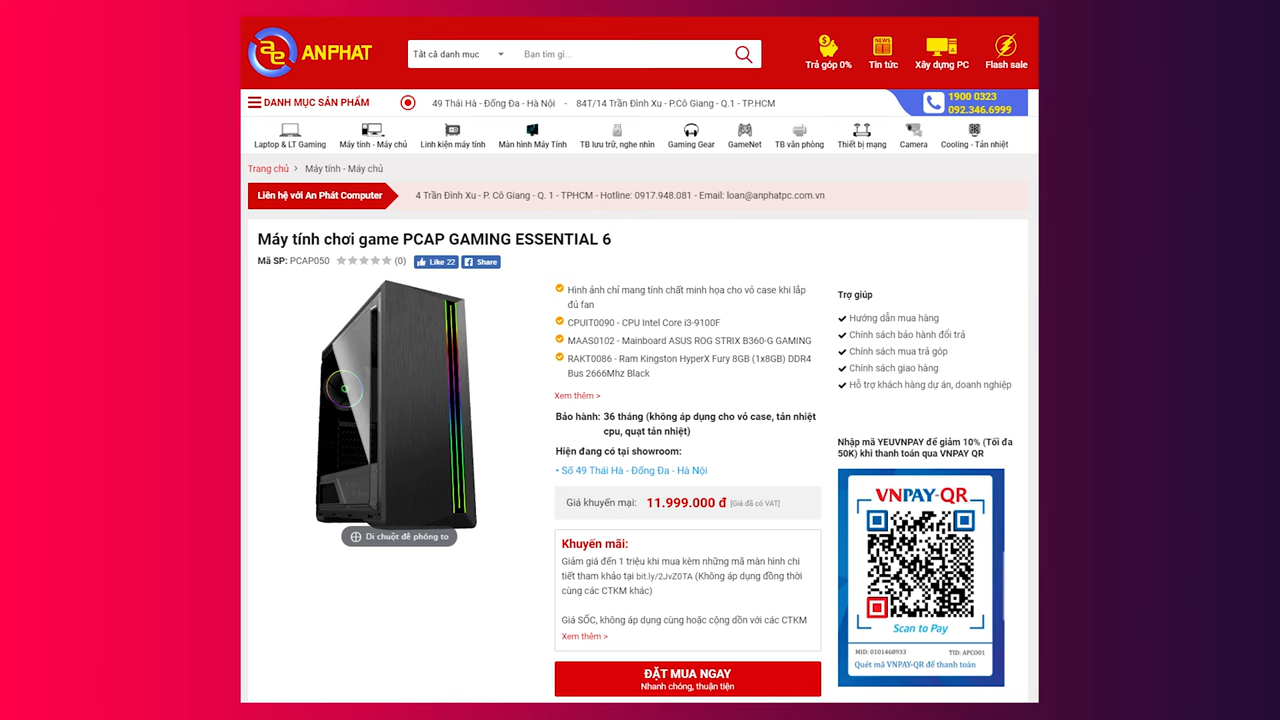 ANPHAT
Tất cả danh mục
Bạn tìm gì...
Trả góp 0%
Tin tức
Xây dựng PC
Flash sale
NEWS
DANH MỤC SẢN PHẨM
49 Thái Hà - Đống Đa - Hà Nội - 84T/14 Trần Đình Xu - P.Cô Giang - Q.1 - TP.HCM
1900 0323
092.346.6999
Laptop & LT Gaming
Máy tính - Máy chủ
Linh kiện máy tính
Màn hình Máy Tính
TB lưu trữ, nghe nhìn
Gaming Gear
GameNet
TB văn phòng
Thiết bị mạng
Camera
Cooling - Tản nhiệt
Trang chủ > Máy tính - Máy chủ
Liên hệ với An Phát Computer
4 Trần Đình Xu - P. Cô Giang - Q. 1 - TPHCM - Hotline: 0917.948.081 - Email: loan@anphatpc.com.vn
Máy tính chơi game PCAP GAMING ESSENTIAL 6
Mã SP: PCAP050 (0) Like 22 Share
Hình ảnh chỉ mang tính chất minh họa cho vỏ case khi lắp
đủ fan
CPUIT0090 - CPU Intel Core i3-9100F
MAAS0102 - Mainboard ASUS ROG STRIX B360-G GAMING
RAKT0086 - Ram Kingston HyperX Fury 8GB (1x8GB) DDR4
Bus 2666Mhz Black
Xem thêm >
Bảo hành: 36 tháng (không áp dụng cho vỏ case, tản nhiệt
cpu, quạt tản nhiệt)
Hiện đang có tại showroom:
• Số 49 Thái Hà - Đống Đa - Hà Nội
Giá khuyến mại: 11.999.000 đ [Giá đã có VAT]
Di chuột để phóng to
Khuyến mãi:
Giảm giá đến 1 triệu khi mua kèm những mã màn hình chi
tiết tham khảo tại bit.ly/2JvZ0TA (Không áp dụng đồng thời
cùng các CTKM khác)
Giá SỐC, không áp dụng cùng hoặc cộng dồn với các CTKM
Xem thêm >
ĐẶT MUA NGAY
Nhanh chóng, thuận tiện
Trợ giúp
Hướng dẫn mua hàng
Chính sách bảo hành đổi trả
Chính sách mua trả góp
Chính sách giao hàng
Hỗ trợ khách hàng dự án, doanh nghiệp
Nhập mã YEUVNPAY để giảm 10% (Tối đa
50K) khi thanh toán qua VNPAY QR
VNPAY-QR
Scan to Pay
MID: 0101468933 TID: APC001
Quét mã VNPAY-QR để thanh toán